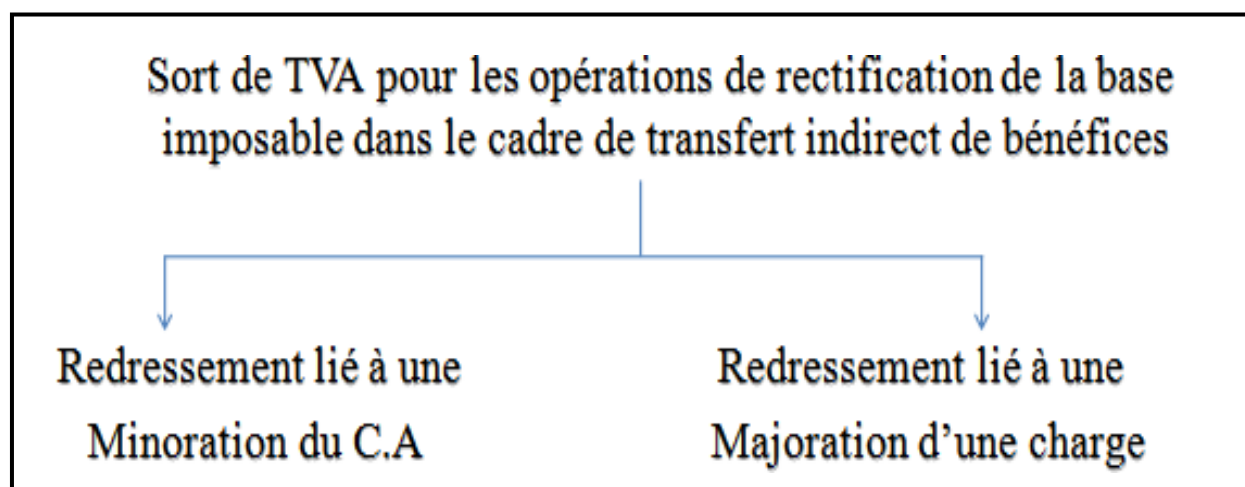 Sort de TVA pour les opérations de rectification de la base
imposable dans le cadre de transfert indirect de bénéfices
Redressement lié à une
Minoration du C.A
Redressement lié à une
Majoration d’une charge